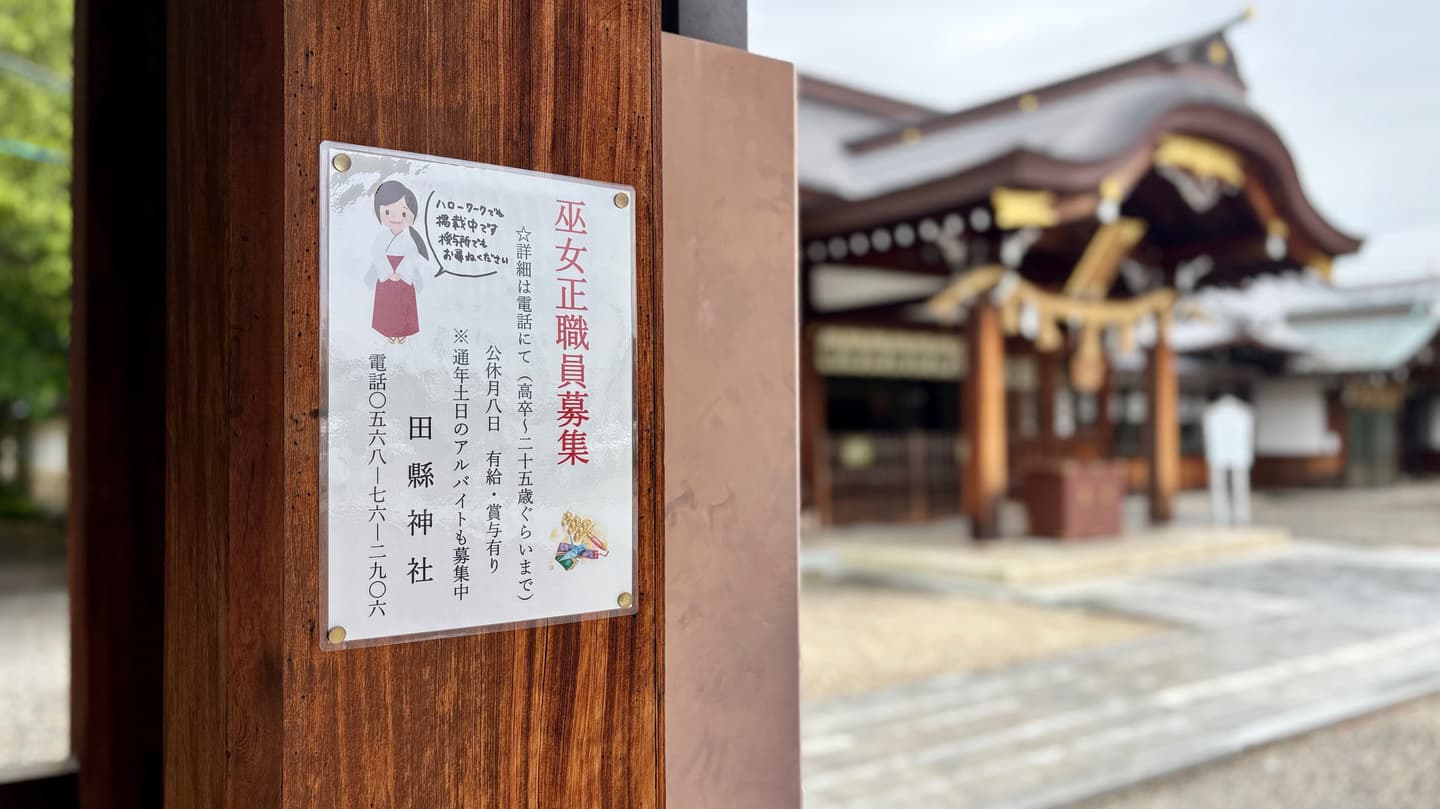 巫女正職員募集
☆詳細は電話にて（高卒～二十五歳ぐらいまで）
公休月八日　有給・賞与有り
※通年土日のアルバイトも募集中
田縣神社
電話〇五六八―七六―二九〇六
ハローワークでも
掲載中です
授与所でも
お尋ねください